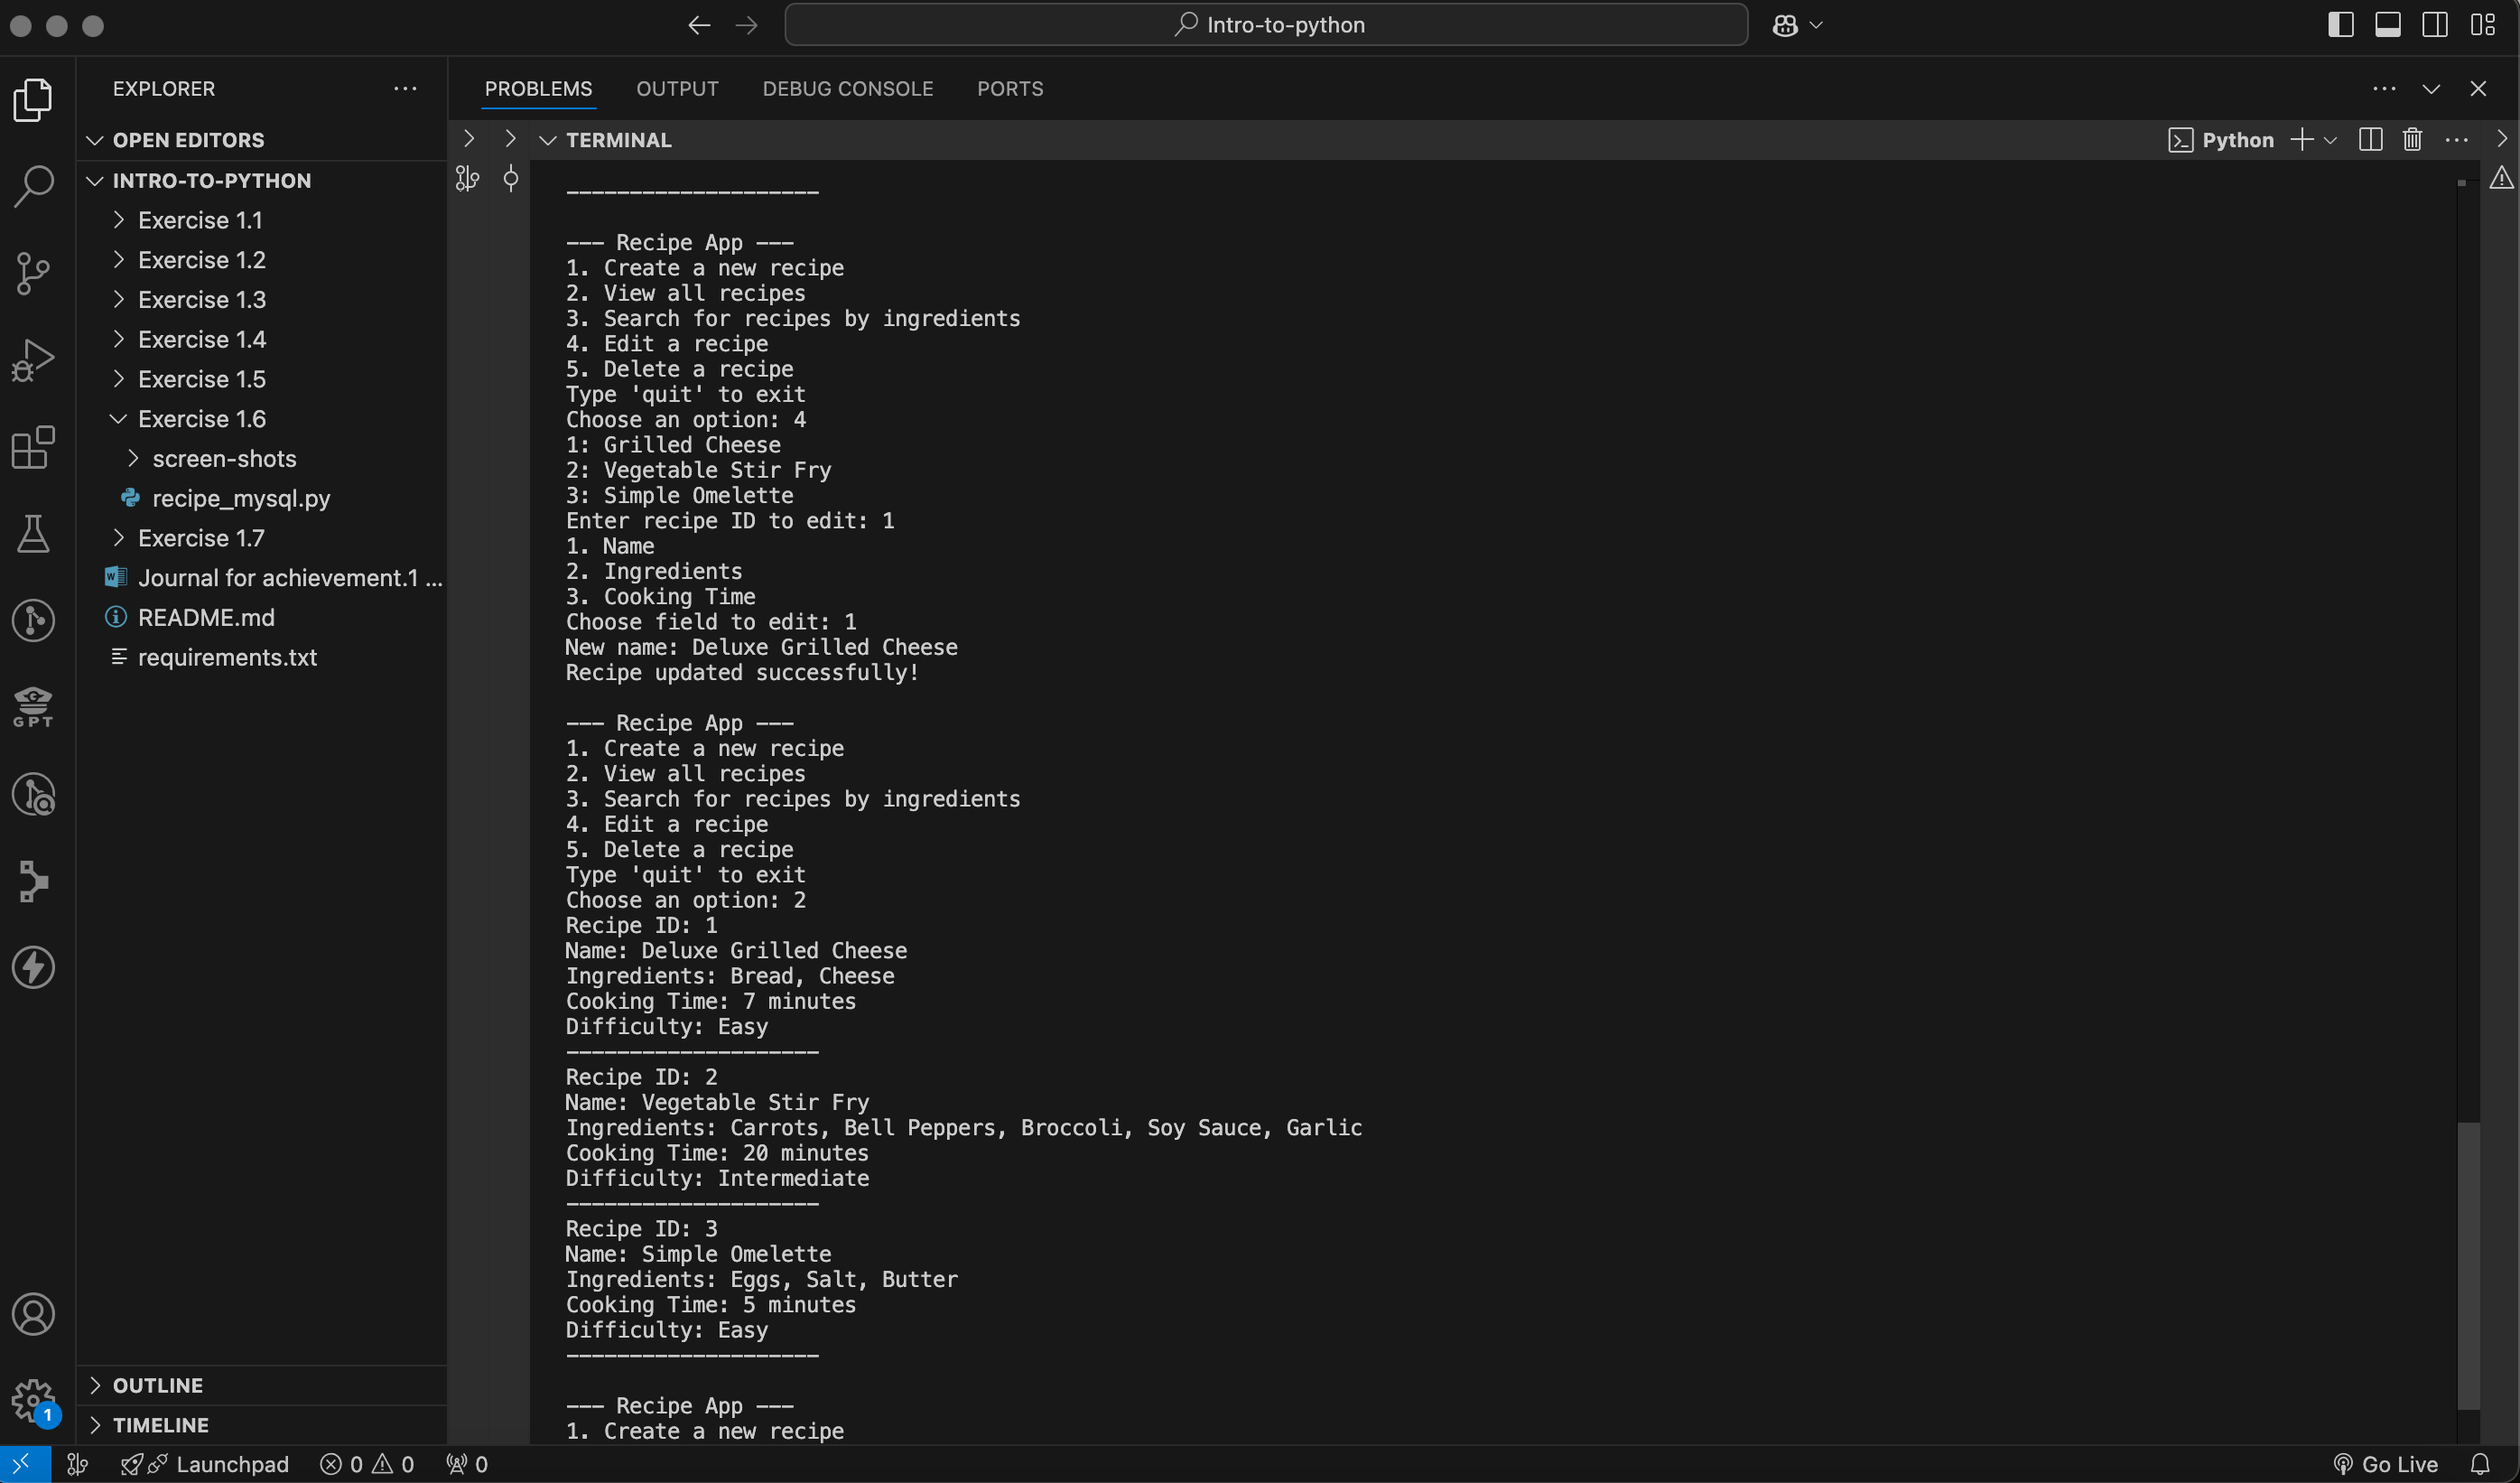 Intro-to-python
EXPLORER
OPEN EDITORS
INTRO-TO-PYTHON
Exercise 1.1
Exercise 1.2
Exercise 1.3
Exercise 1.4
Exercise 1.5
Exercise 1.6
screen-shots
recipe_mysql.py
Exercise 1.7
Journal for achievement.1 ...
README.md
requirements.txt
OUTLINE
TIMELINE
GPT
1
PROBLEMS OUTPUT DEBUG CONSOLE PORTS
TERMINAL
Python
--------------------
--- Recipe App ---
1. Create a new recipe
2. View all recipes
3. Search for recipes by ingredients
4. Edit a recipe
5. Delete a recipe
Type 'quit' to exit
Choose an option: 4
1: Grilled Cheese
2: Vegetable Stir Fry
3: Simple Omelette
Enter recipe ID to edit: 1
1. Name
2. Ingredients
3. Cooking Time
Choose field to edit: 1
New name: Deluxe Grilled Cheese
Recipe updated successfully!
--- Recipe App ---
1. Create a new recipe
2. View all recipes
3. Search for recipes by ingredients
4. Edit a recipe
5. Delete a recipe
Type 'quit' to exit
Choose an option: 2
Recipe ID: 1
Name: Deluxe Grilled Cheese
Ingredients: Bread, Cheese
Cooking Time: 7 minutes
Difficulty: Easy
--------------------
Recipe ID: 2
Name: Vegetable Stir Fry
Ingredients: Carrots, Bell Peppers, Broccoli, Soy Sauce, Garlic
Cooking Time: 20 minutes
Difficulty: Intermediate
--------------------
Recipe ID: 3
Name: Simple Omelette
Ingredients: Eggs, Salt, Butter
Cooking Time: 5 minutes
Difficulty: Easy
--------------------
--- Recipe App ---
1. Create a new recipe
Launchpad 0 0 0 Go Live